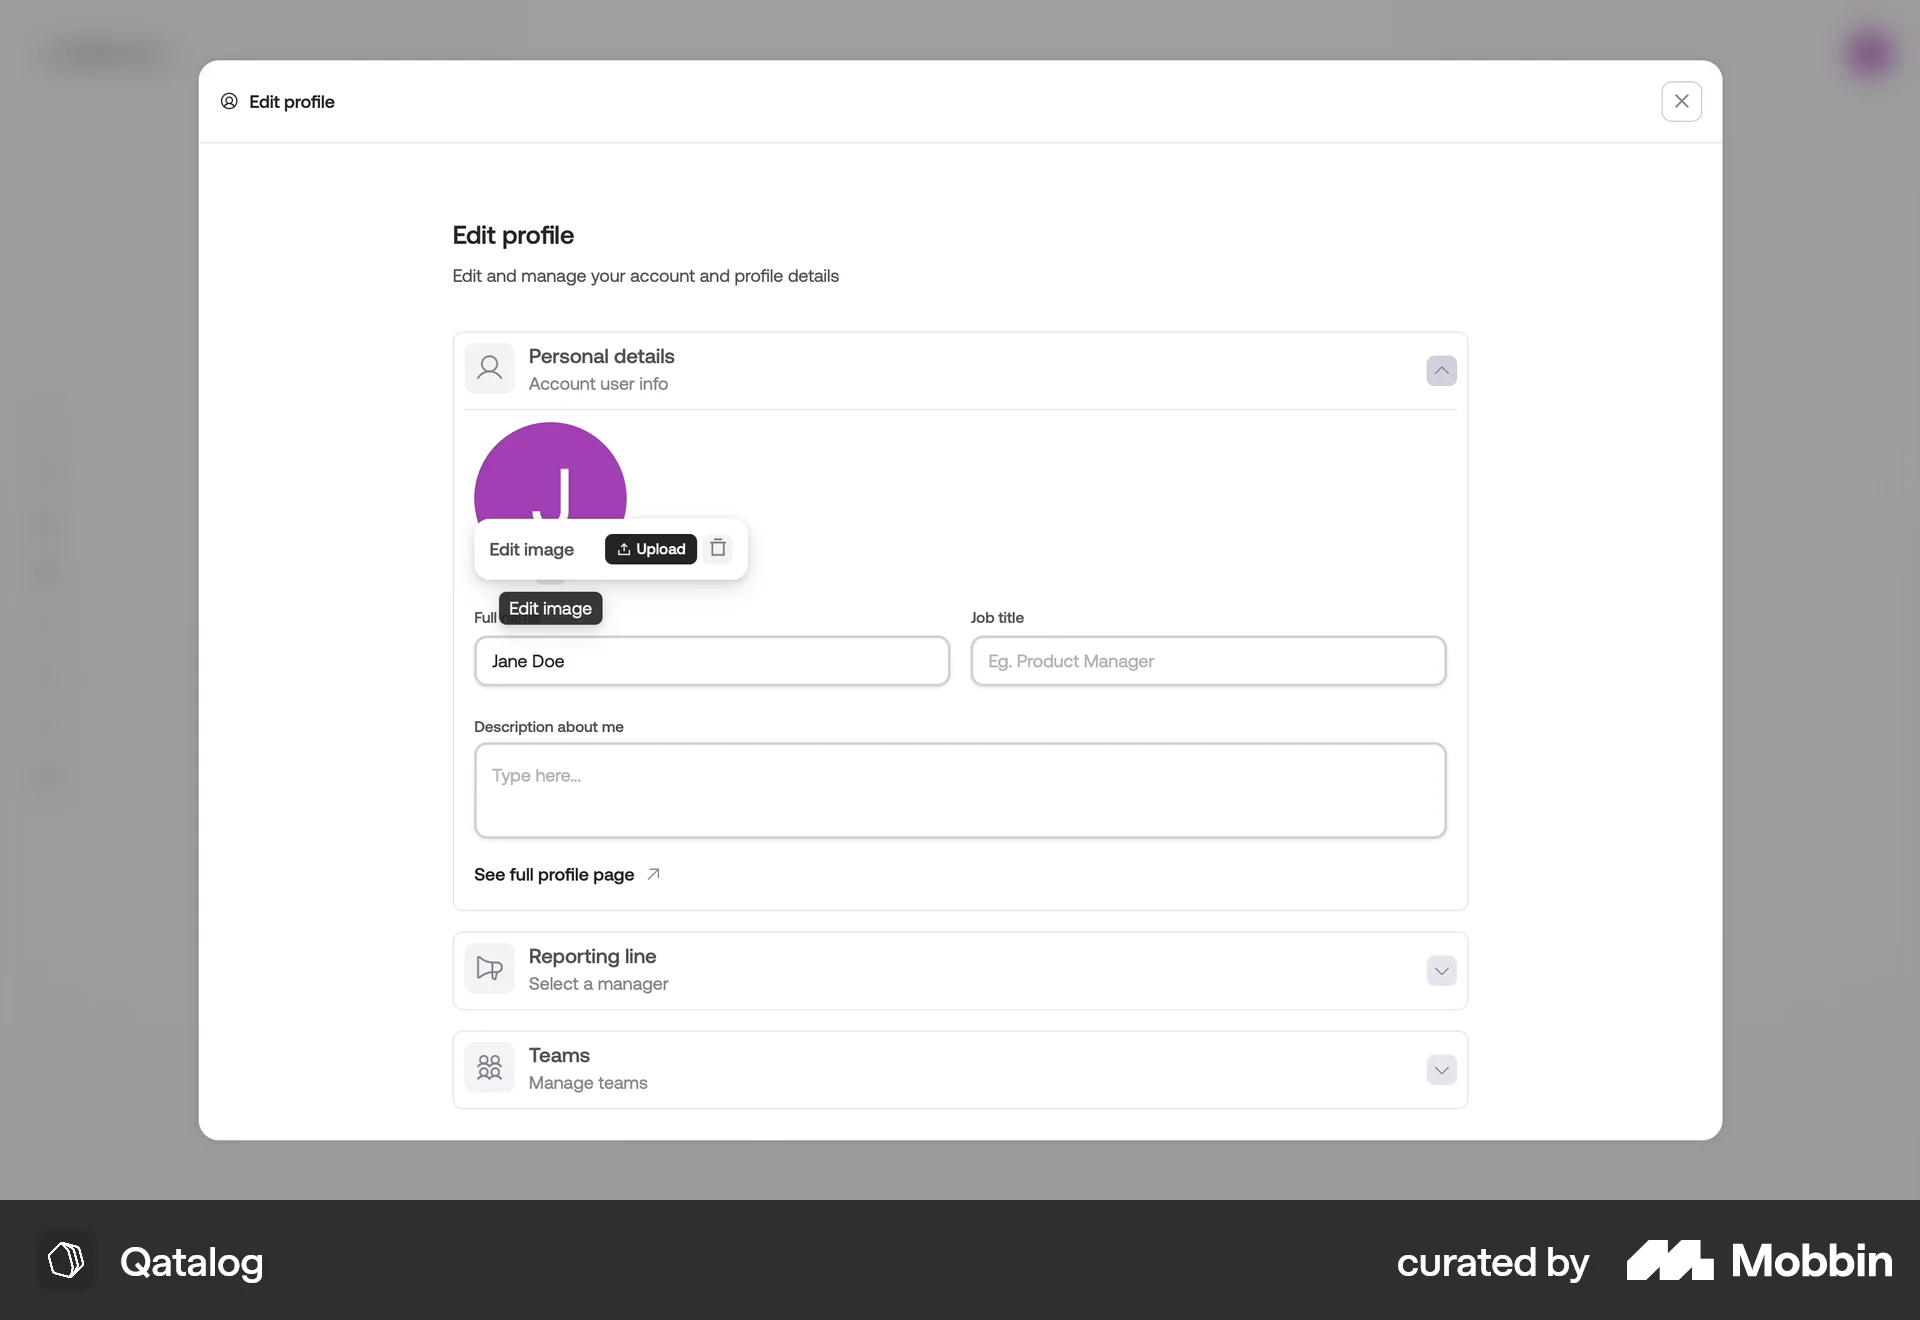 Edit profile
Edit profile
Edit and manage your account and profile details
Personal details
Account user info
J
Edit image
Upload
Edit image
Full
Jane Doe
Job title
Eg. Product Manager
Description about me
Type here...
See full profile page
Reporting line
Select a manager
Teams
Manage teams
Qatalog
curated by Mobbin